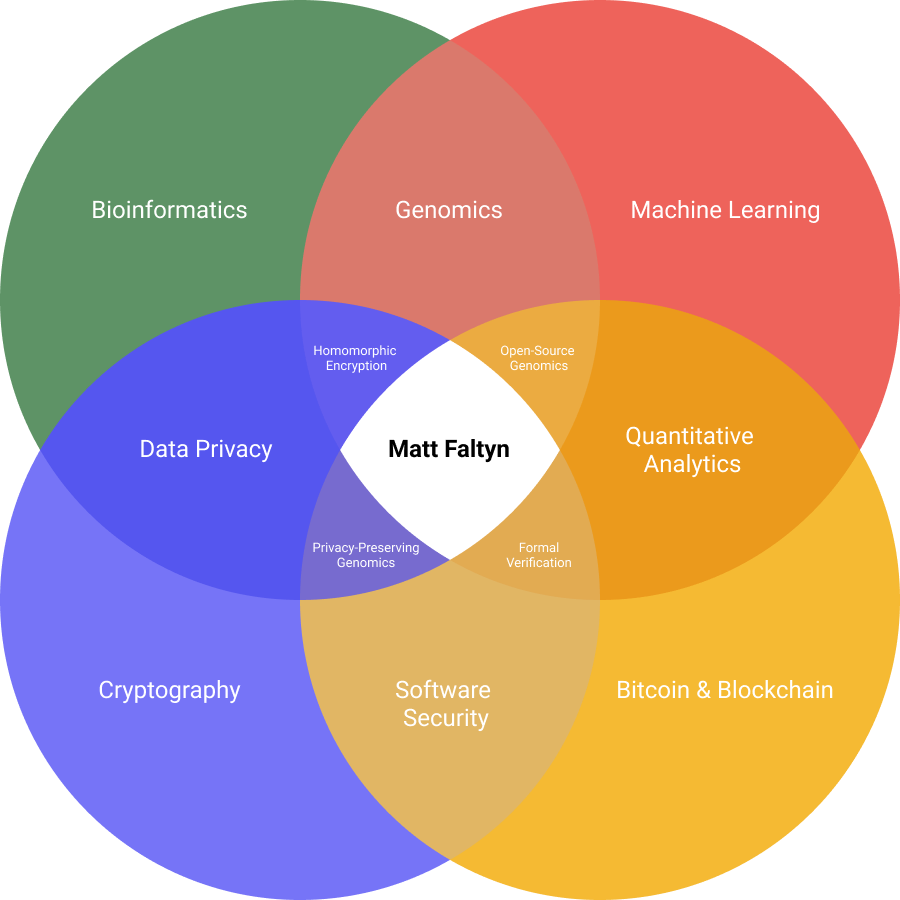 Bioinformatics
Genomics
Machine Learning
Homomorphic
Encryption
Open-Source
Genomics
Data Privacy
Matt Faltyn
Quantitative
Analytics
Privacy-Preserving
Genomics
Formal
Verification
Cryptography
Software
Security
Bitcoin & Blockchain